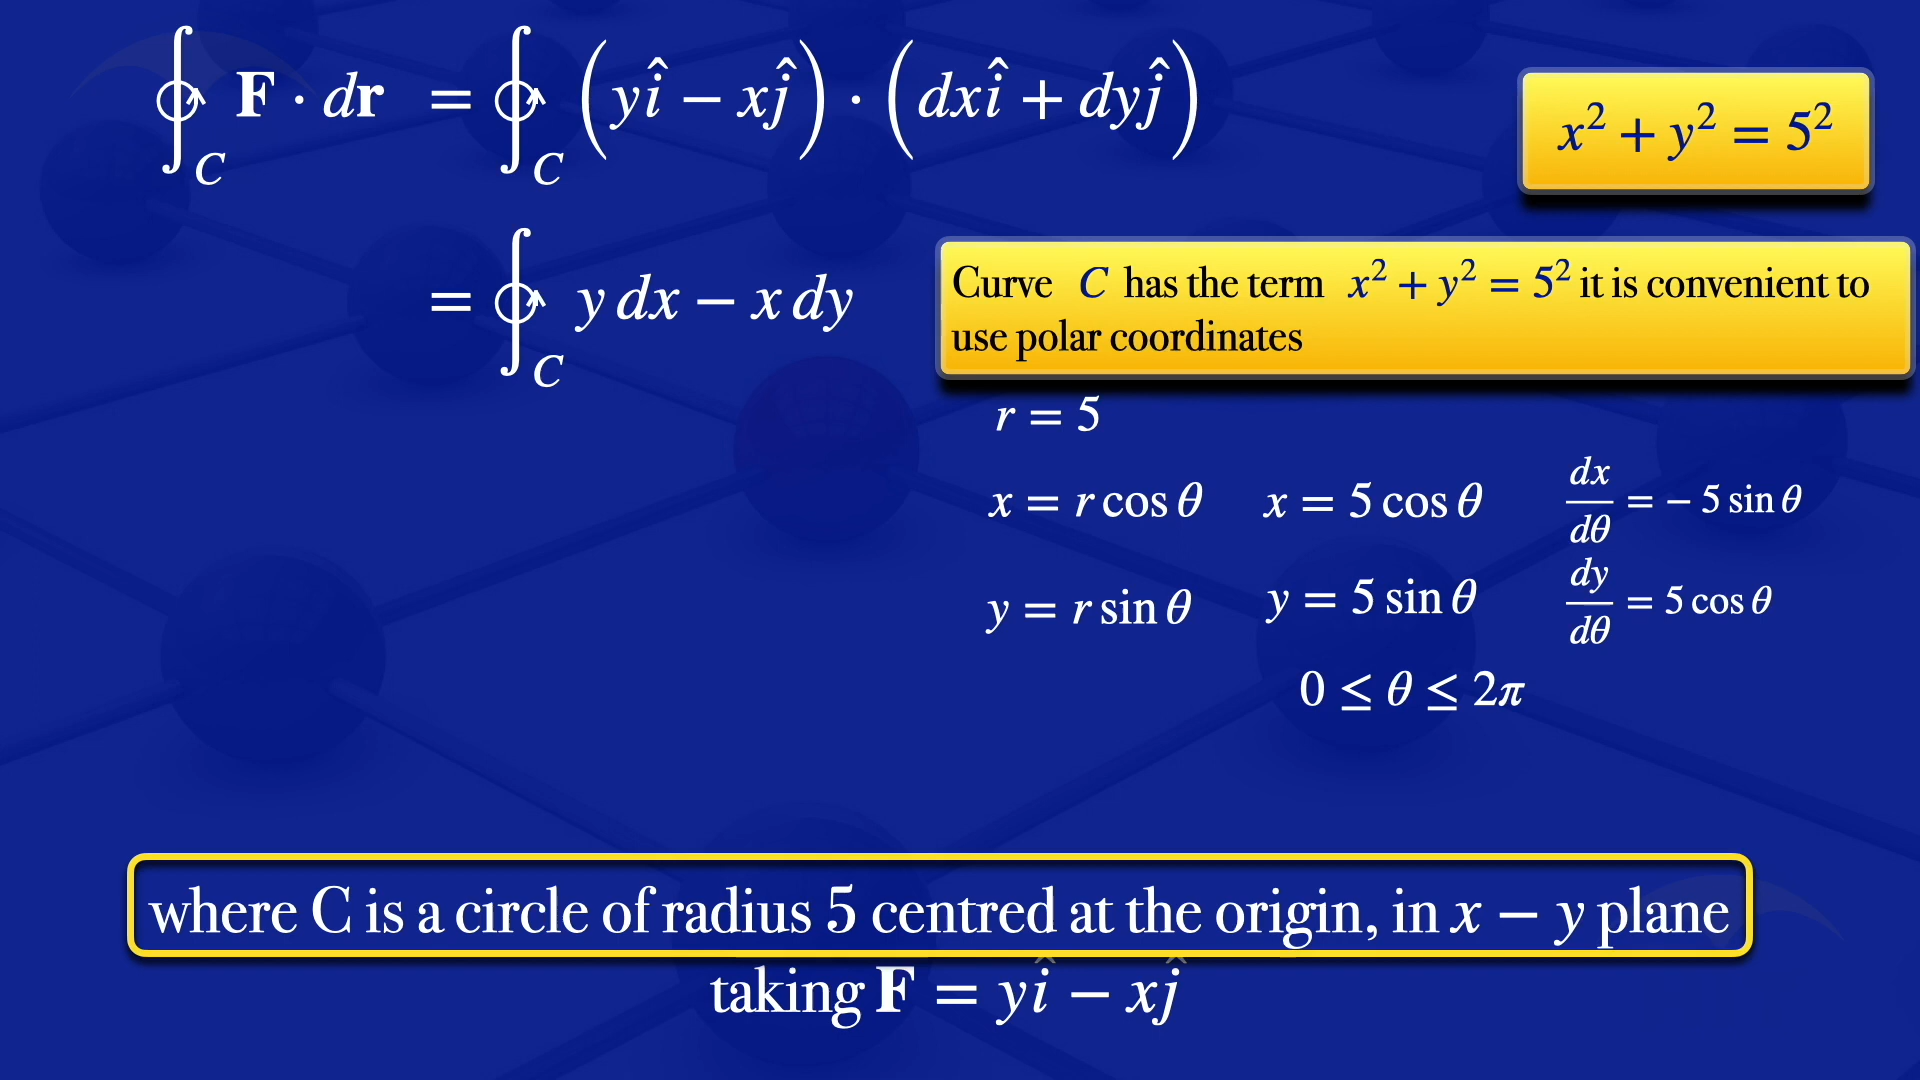 ∮_C F · dr = ∮_C (yî − xĵ) · (dxî + dyĵ)
x² + y² = 5²
= ∮_C y dx − x dy
Curve C has the term x² + y² = 5² it is convenient to
use polar coordinates
r = 5
x = r cos θ x = 5 cos θ dx/dθ = − 5 sin θ
y = r sin θ y = 5 sin θ dy/dθ = 5 cos θ
0 ≤ θ ≤ 2π
where C is a circle of radius 5 centred at the origin, in x − y plane
taking F = yî − xĵ